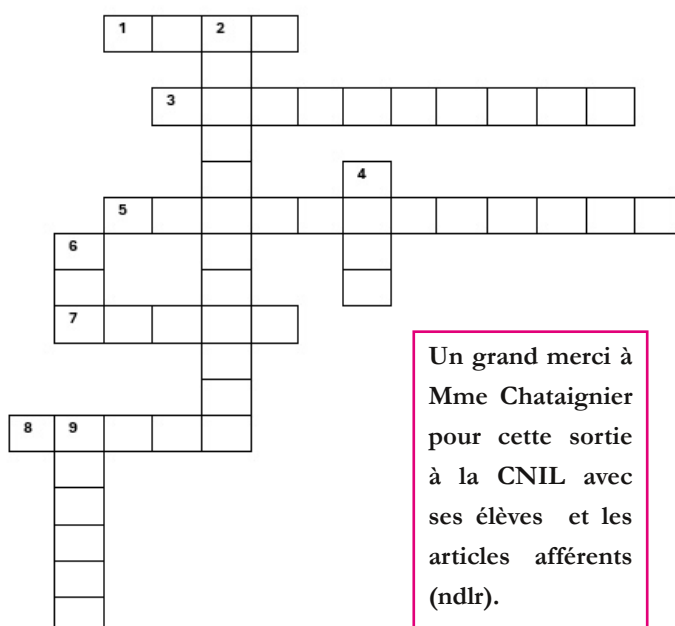 1 2
3
4
5
6
7
8 9
Un grand merci à
Mme Chataignier
pour cette sortie
à la CNIL avec
ses élèves et les
articles afférents
(ndlr).